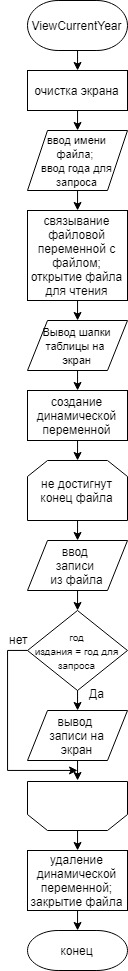 ViewCurrentYear
очистка экрана
ввод имени
файла;
ввод года для
запроса
связывание
файловой
переменной с
файлом;
открытие файла
для чтения
Вывод шапки
таблицы на
экран
создание
динамической
переменной
не достигнут
конец файла
ввод
записи
из файла
нет
год
издания = год для
запроса
Да
вывод
записи на
экран
удаление
динамической
переменной;
закрытие файла
конец